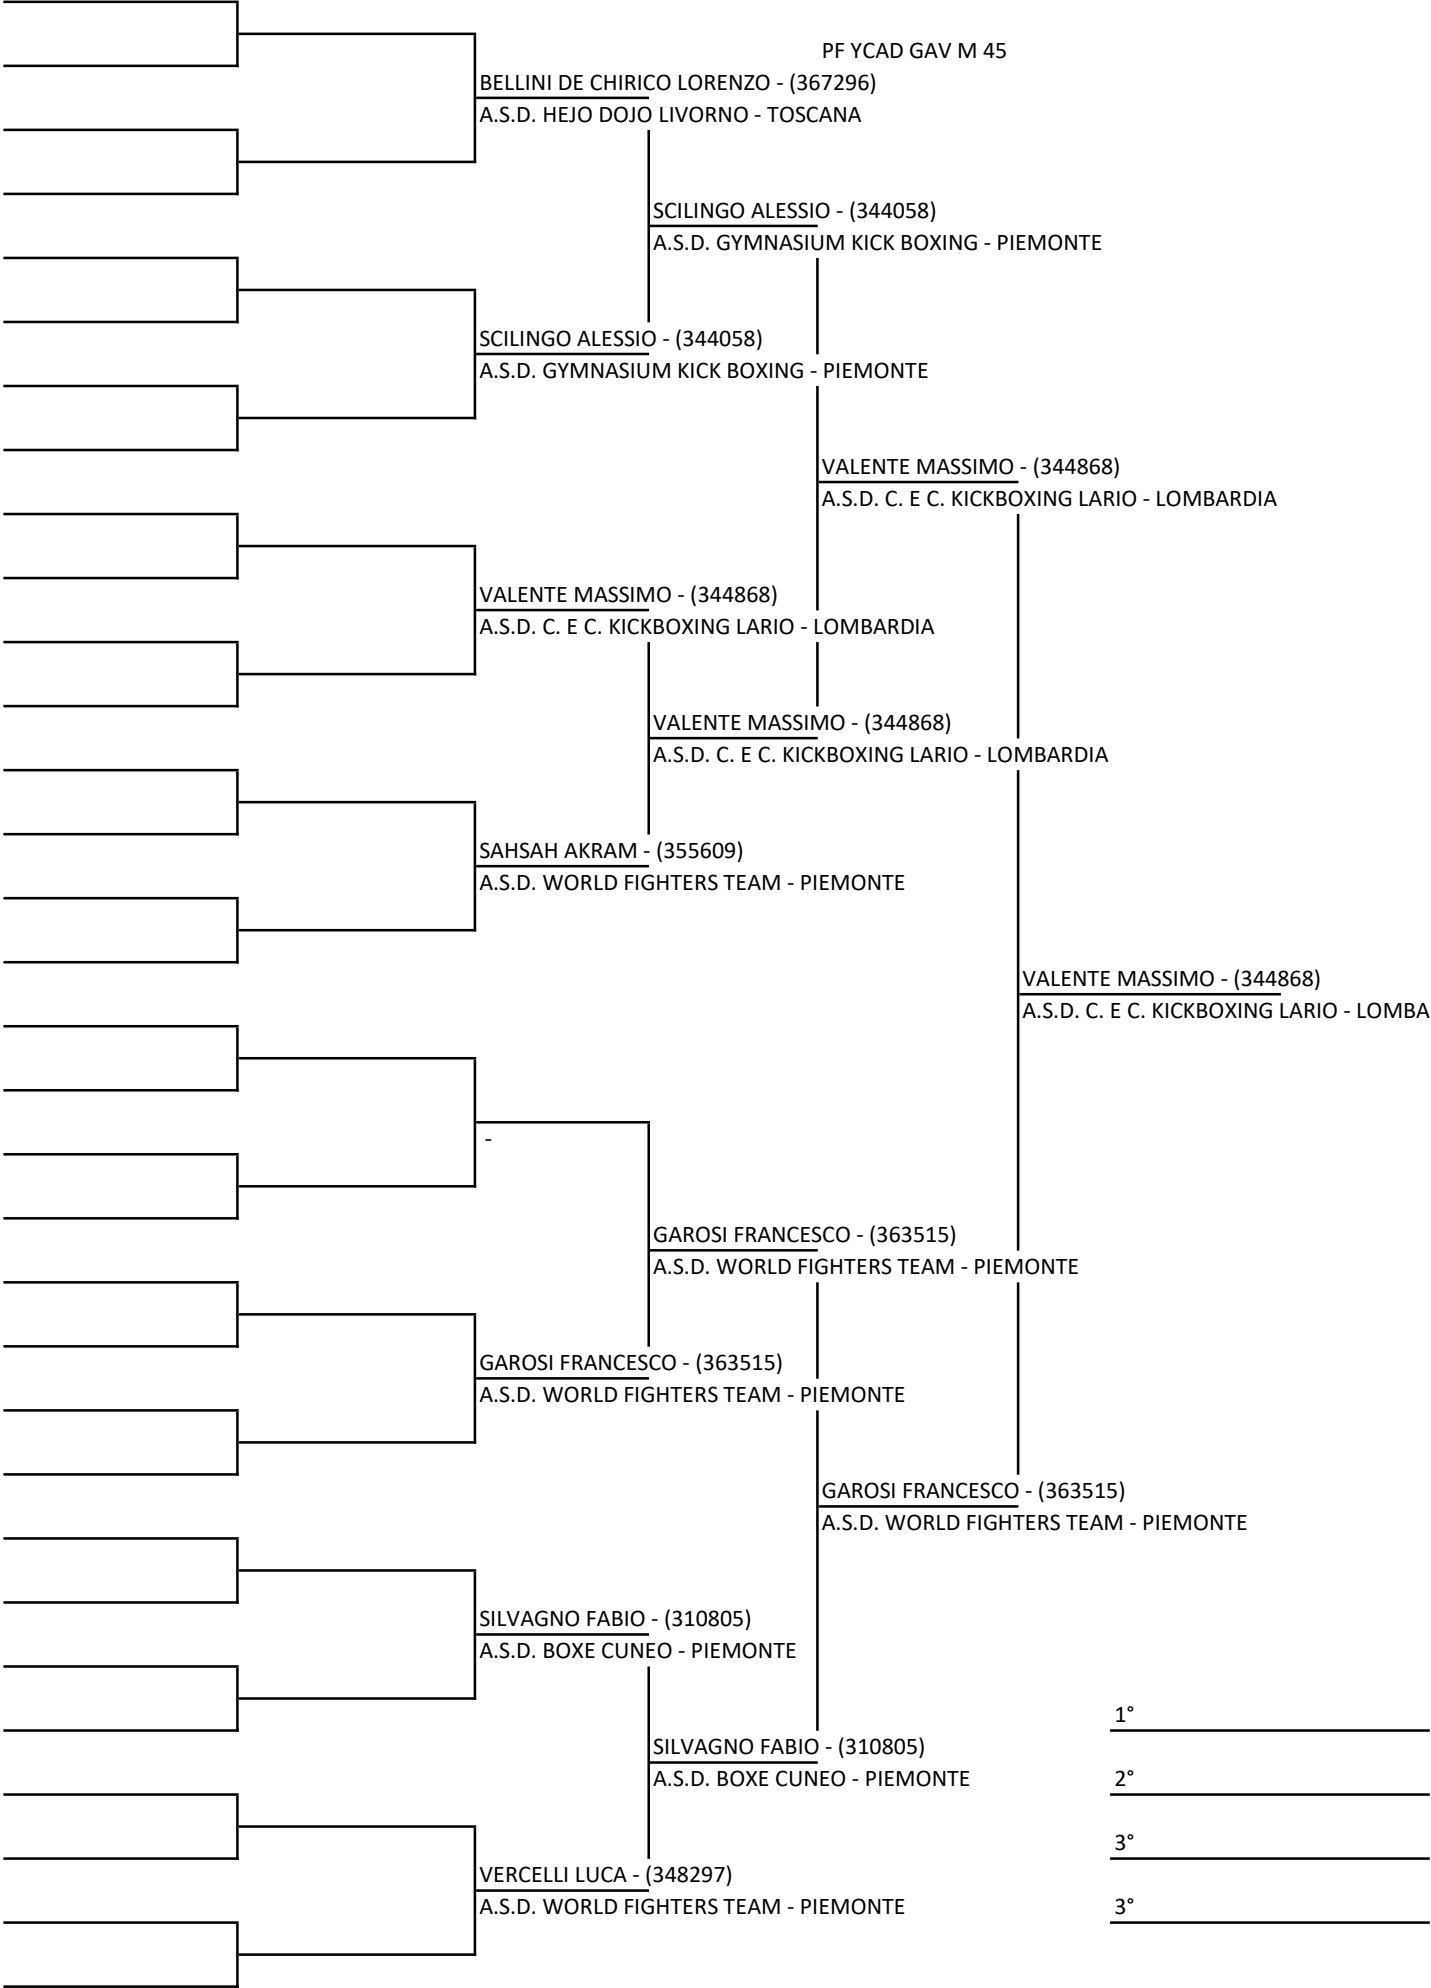 PF YCAD GAV M 45
BELLINI DE CHIRICO LORENZO - (367296)
A.S.D. HEJO DOJO LIVORNO - TOSCANA
SCILINGO ALESSIO - (344058)
A.S.D. GYMNASIUM KICK BOXING - PIEMONTE
SCILINGO ALESSIO - (344058)
A.S.D. GYMNASIUM KICK BOXING - PIEMONTE
VALENTE MASSIMO - (344868)
A.S.D. C. E C. KICKBOXING LARIO - LOMBARDIA
VALENTE MASSIMO - (344868)
A.S.D. C. E C. KICKBOXING LARIO - LOMBARDIA
VALENTE MASSIMO - (344868)
A.S.D. C. E C. KICKBOXING LARIO - LOMBARDIA
SAHSAH AKRAM - (355609)
A.S.D. WORLD FIGHTERS TEAM - PIEMONTE
VALENTE MASSIMO - (344868)
A.S.D. C. E C. KICKBOXING LARIO - LOMBA
-
GAROSI FRANCESCO - (363515)
A.S.D. WORLD FIGHTERS TEAM - PIEMONTE
GAROSI FRANCESCO - (363515)
A.S.D. WORLD FIGHTERS TEAM - PIEMONTE
GAROSI FRANCESCO - (363515)
A.S.D. WORLD FIGHTERS TEAM - PIEMONTE
SILVAGNO FABIO - (310805)
A.S.D. BOXE CUNEO - PIEMONTE
1°
SILVAGNO FABIO - (310805)
A.S.D. BOXE CUNEO - PIEMONTE
2°
3°
VERCELLI LUCA - (348297)
A.S.D. WORLD FIGHTERS TEAM - PIEMONTE
3°